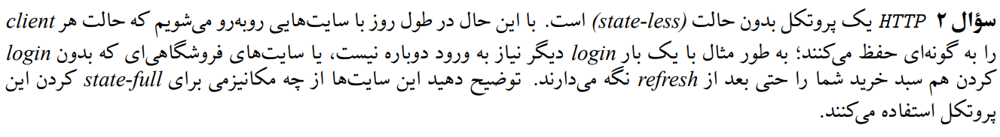 سؤال ۲ HTTP یک پروتکل بدون حالت (state-less) است. با این حال در طول روز با سایت‌هایی روبه‌رو می‌شویم که حالت هر client
را به گونه‌ای حفظ می‌کنند؛ به طور مثال با یک بار login دیگر نیاز به ورود دوباره نیست، یا سایت‌های فروشگاهی‌ای که بدون login
کردن هم سبد خرید شما را حتی بعد از refresh نگه می‌دارند. توضیح دهید این سایت‌ها از چه مکانیزمی برای state-full کردن این
پروتکل استفاده می‌کنند.